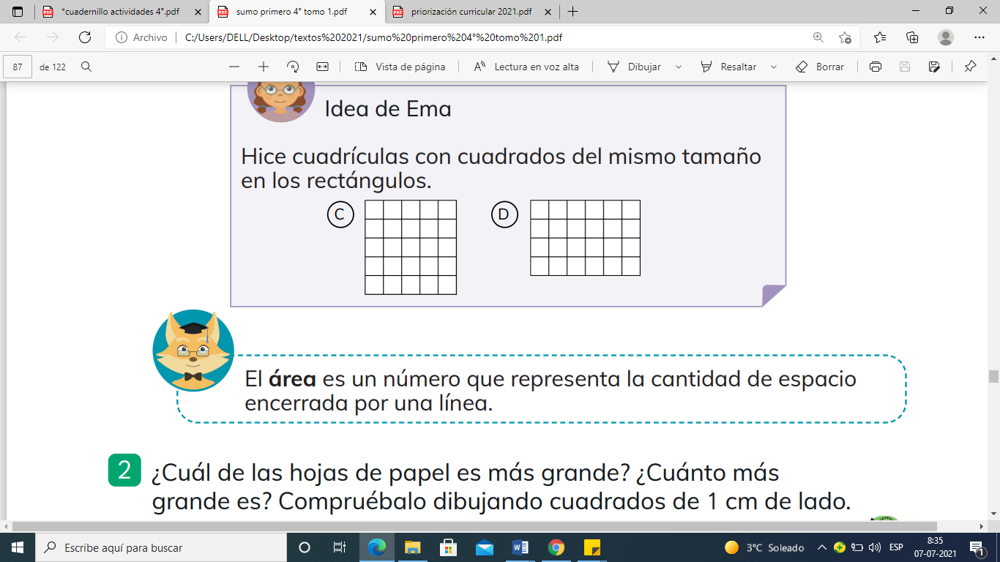 *cuadernillo actividades 4°.pdf
sumo primero 4° tomo 1.pdf
priorización curricular 2021.pdf
Archivo
C:/Users/DELL/Desktop/textos%202021/sumo%20primero%204°%20tomo%201.pdf
87 de 122
Vista de página
Lectura en voz alta
Dibujar
Resaltar
Borrar
Idea de Ema
Hice cuadrículas con cuadrados del mismo tamaño
en los rectángulos.
C
D
El área es un número que representa la cantidad de espacio
encerrada por una línea.
2 ¿Cuál de las hojas de papel es más grande? ¿Cuánto más
grande es? Compruébalo dibujando cuadrados de 1 cm de lado.
Escribe aquí para buscar
3°C Soleado
ESP
8:35
07-07-2021
1